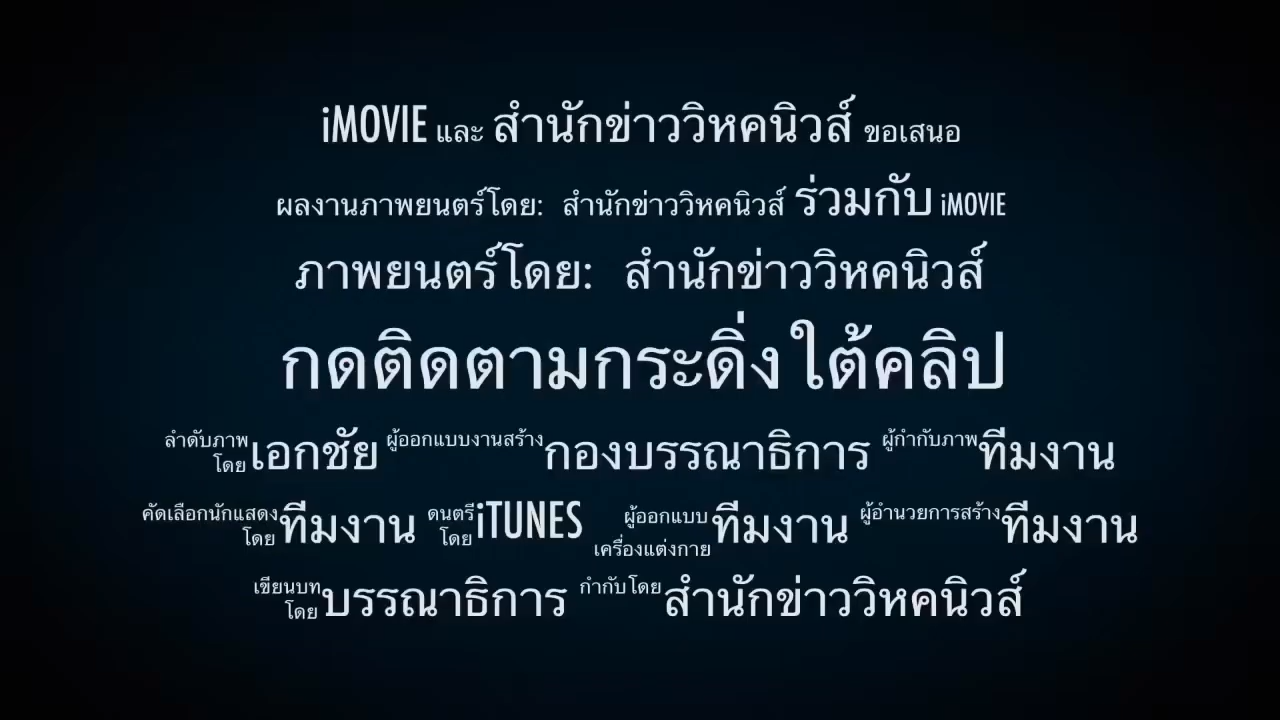 iMOVIE และ สำนักข่าววิหคนิวส์ ขอเสนอ
ผลงานภาพยนตร์โดย: สำนักข่าววิหคนิวส์ ร่วมกับ iMOVIE
ภาพยนตร์โดย: สำนักข่าววิหคนิวส์
กดติดตามกระดิ่งใต้คลิป
ลำดับภาพโดย เอกชัย ผู้ออกแบบงานสร้าง กองบรรณาธิการ ผู้กำกับภาพ ทีมงาน
คัดเลือกนักแสดงโดย ทีมงาน ดนตรีโดย iTUNES ผู้ออกแบบเครื่องแต่งกาย ทีมงาน ผู้อำนวยการสร้าง ทีมงาน
เขียนบทโดย บรรณาธิการ กำกับโดย สำนักข่าววิหคนิวส์